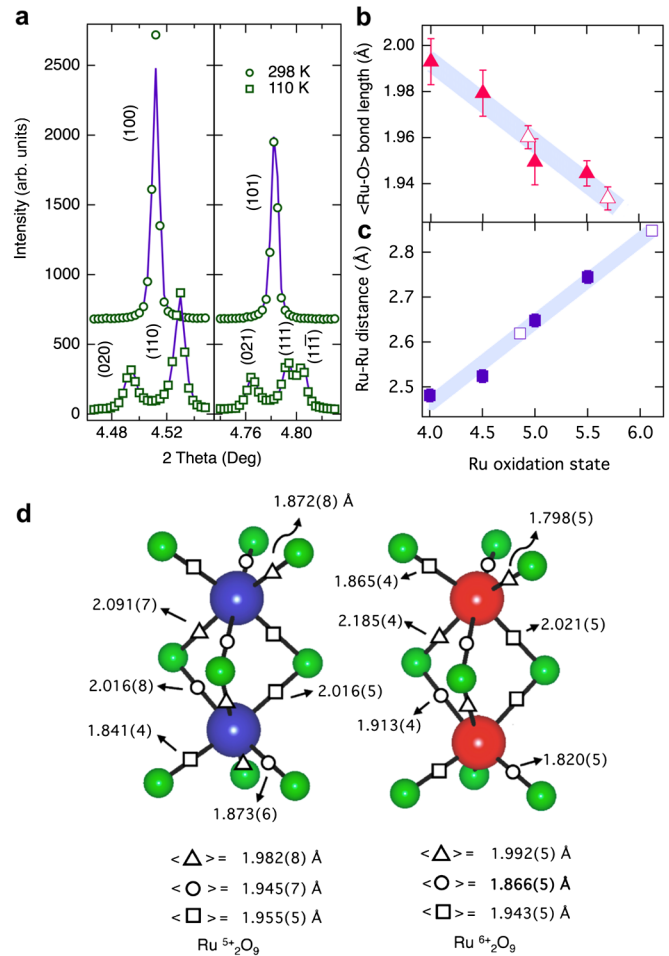 a
Intensity (arb. units)
2500
2000
1500
1000
500
0
298 K
110 K
(100)
(101)
(020)
(110)
(021)
(111)
(11̅1)
4.48
4.52
4.76
4.80
2 Theta (Deg)
b
<Ru-O> bond length (Å)
2.00
1.98
1.96
1.94
c
Ru-Ru distance (Å)
2.8
2.7
2.6
2.5
4.0
4.5
5.0
5.5
6.0
Ru oxidation state
d
1.872(8) Å
2.091(7)
2.016(8)
2.016(5)
1.841(4)
1.873(6)
1.798(5)
1.865(4)
2.185(4)
2.021(5)
1.913(4)
1.820(5)
<△>= 1.982(8) Å
<○>= 1.945(7) Å
<□>= 1.955(5) Å
Ru ⁵⁺₂O₉
<△>= 1.992(5) Å
<○>= 1.866(5) Å
<□>= 1.943(5) Å
Ru ⁶⁺₂O₉